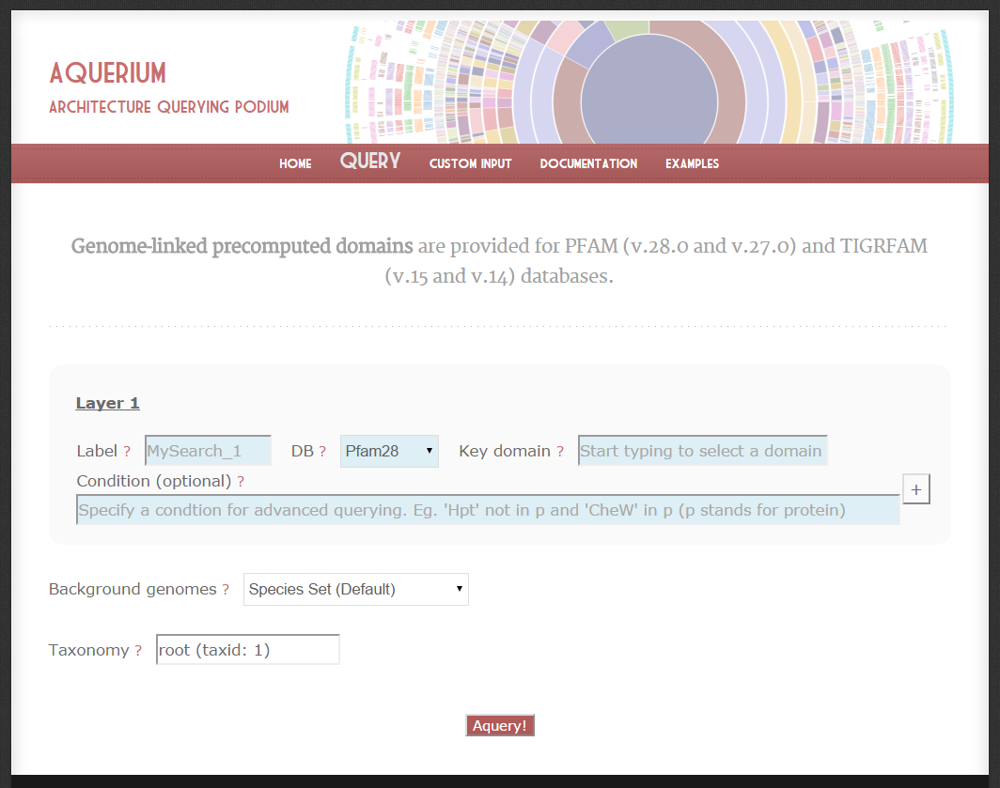 AQUERIUM
ARCHITECTURE QUERYING PODIUM
HOME QUERY CUSTOM INPUT DOCUMENTATION EXAMPLES
Genome-linked precomputed domains are provided for PFAM (v.28.0 and v.27.0) and TIGRFAM
(v.15 and v.14) databases.
Layer 1
Label ? MySearch_1 DB ? Pfam28 Key domain ? Start typing to select a domain
Condition (optional) ?
+
Specify a condtion for advanced querying. Eg. 'Hpt' not in p and 'CheW' in p (p stands for protein)
Background genomes ? Species Set (Default)
Taxonomy ? root (taxid: 1)
Aquery!